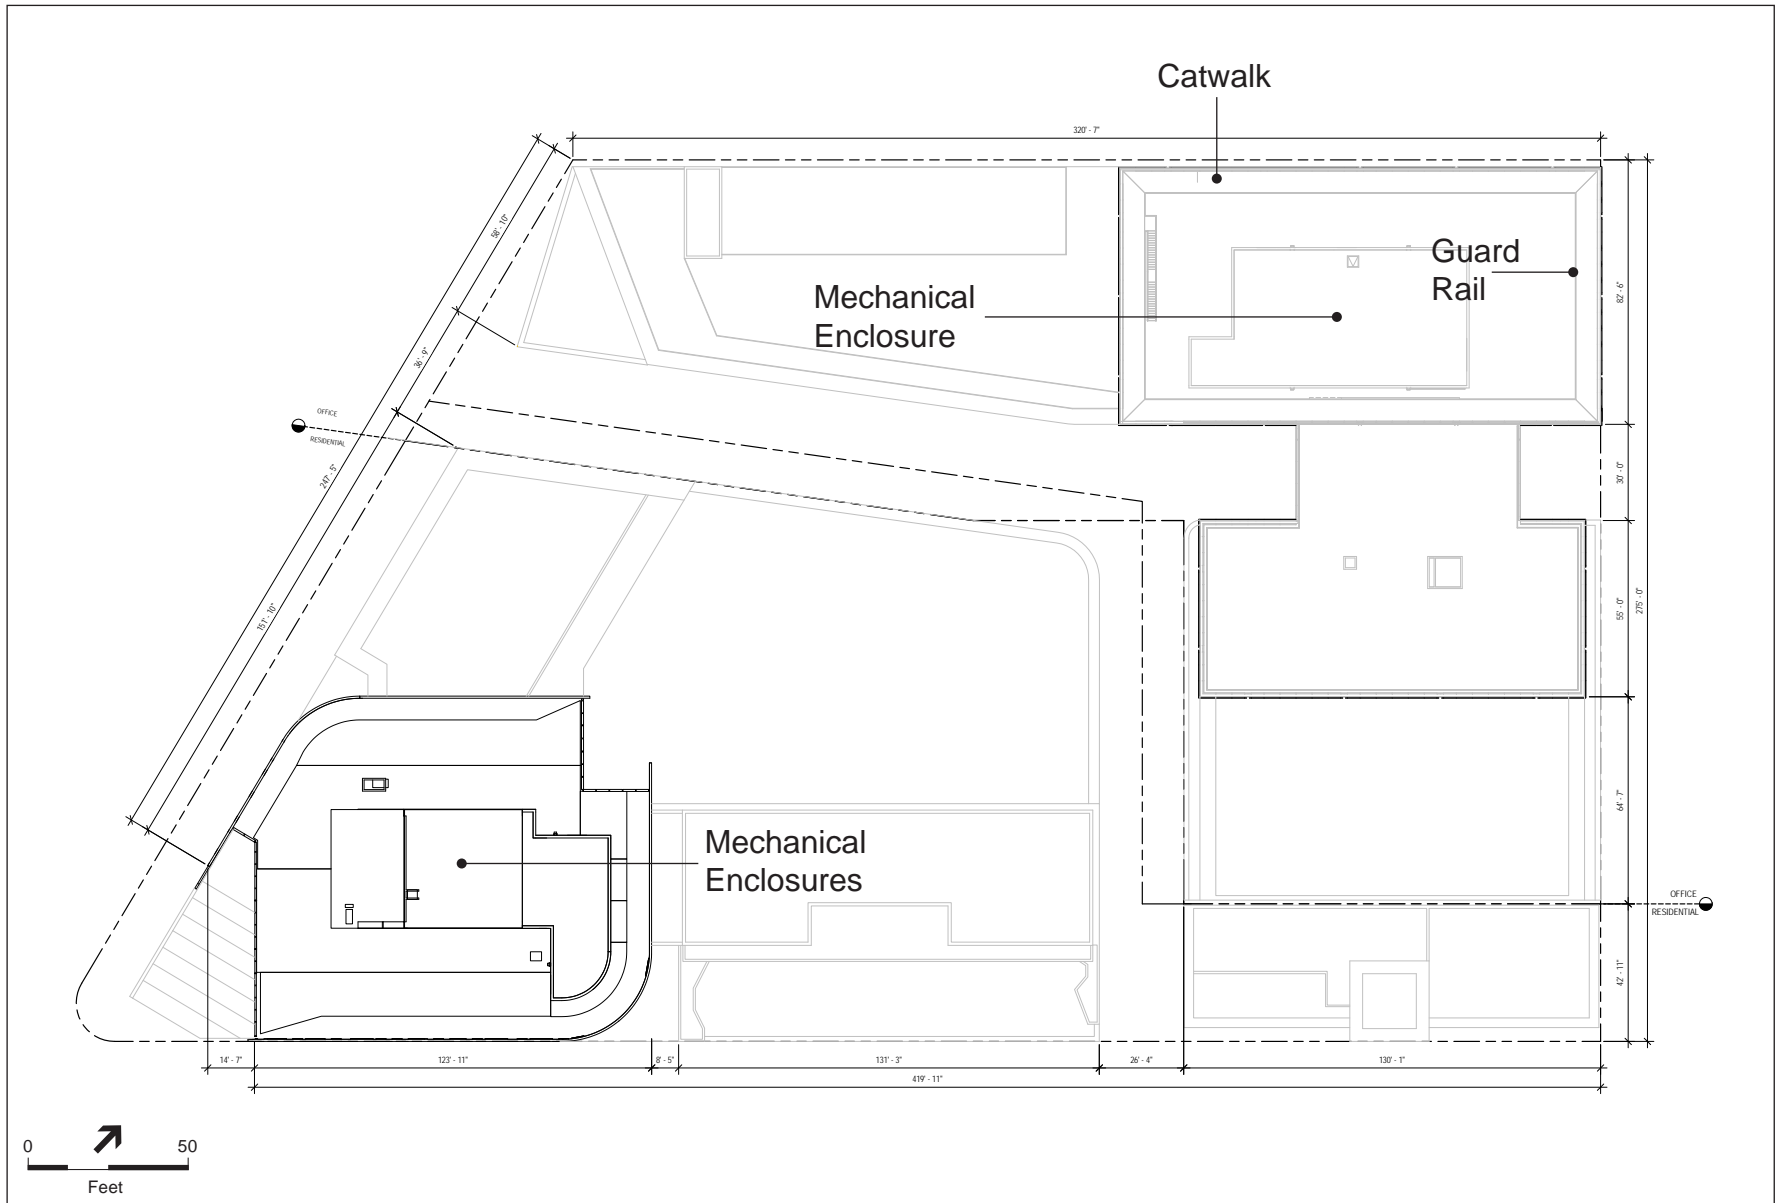 Catwalk
320' - 7"
58' - 10"
Guard
Rail
82' - 6"
Mechanical
Enclosure
36' - 9"
OFFICE
RESIDENTIAL
247' - 5"
30' - 0"
55' - 0"
275' - 0"
151' - 10"
64' - 7"
Mechanical
Enclosures
OFFICE
RESIDENTIAL
42' - 11"
14' - 7"
123' - 11"
8' - 5"
131' - 3"
26' - 4"
130' - 1"
419' - 11"
0
50
Feet